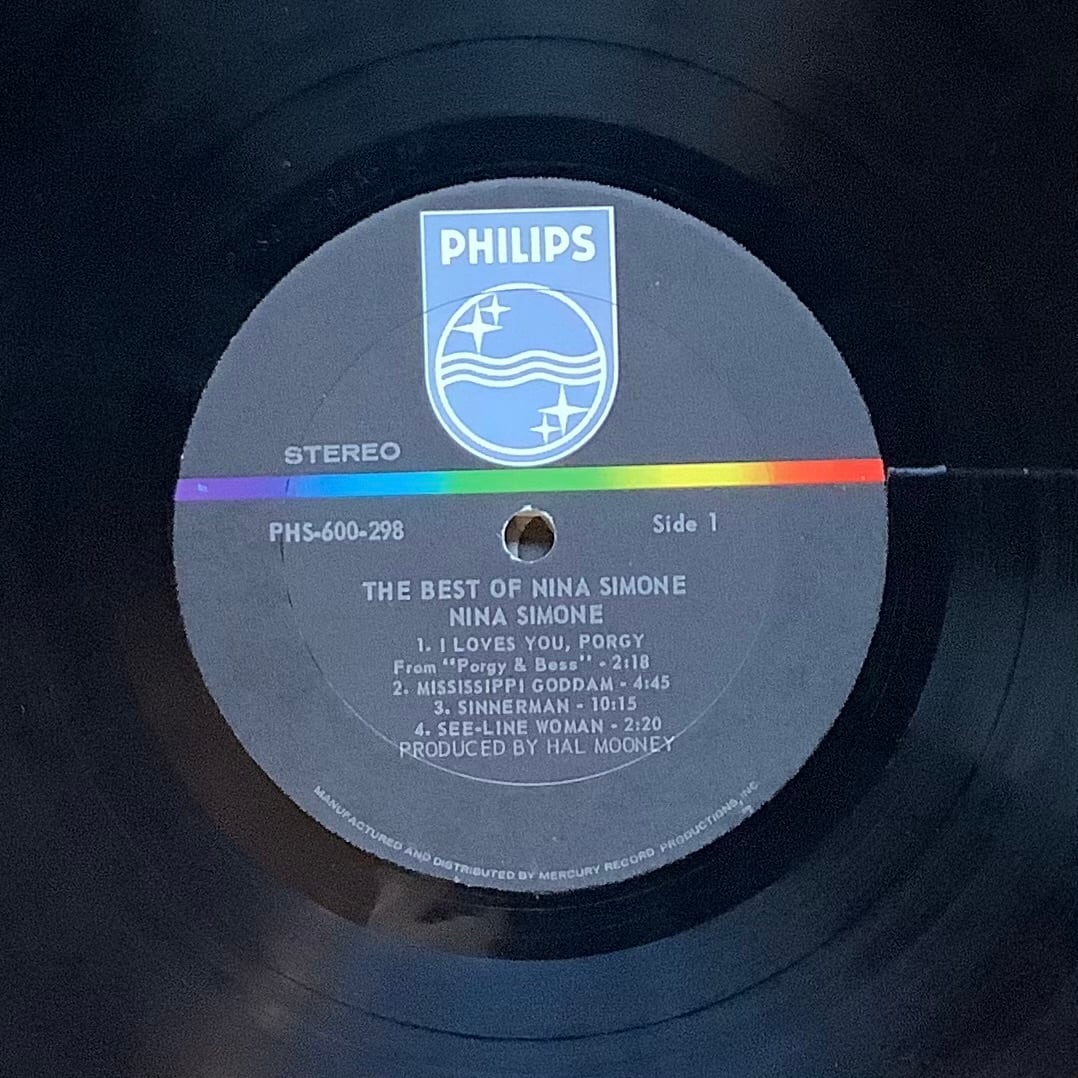 PHILIPS
STEREO
PHS-600-298
Side 1
THE BEST OF NINA SIMONE
NINA SIMONE
1. I LOVES YOU, PORGY
From "Porgy & Bess" - 2:18
2. MISSISSIPPI GODDAM - 4:45
3. SINNERMAN - 10:15
4. SEE-LINE WOMAN - 2:20
PRODUCED BY HAL MOONEY
MANUFACTURED AND DISTRIBUTED BY MERCURY RECORD PRODUCTIONS, INC